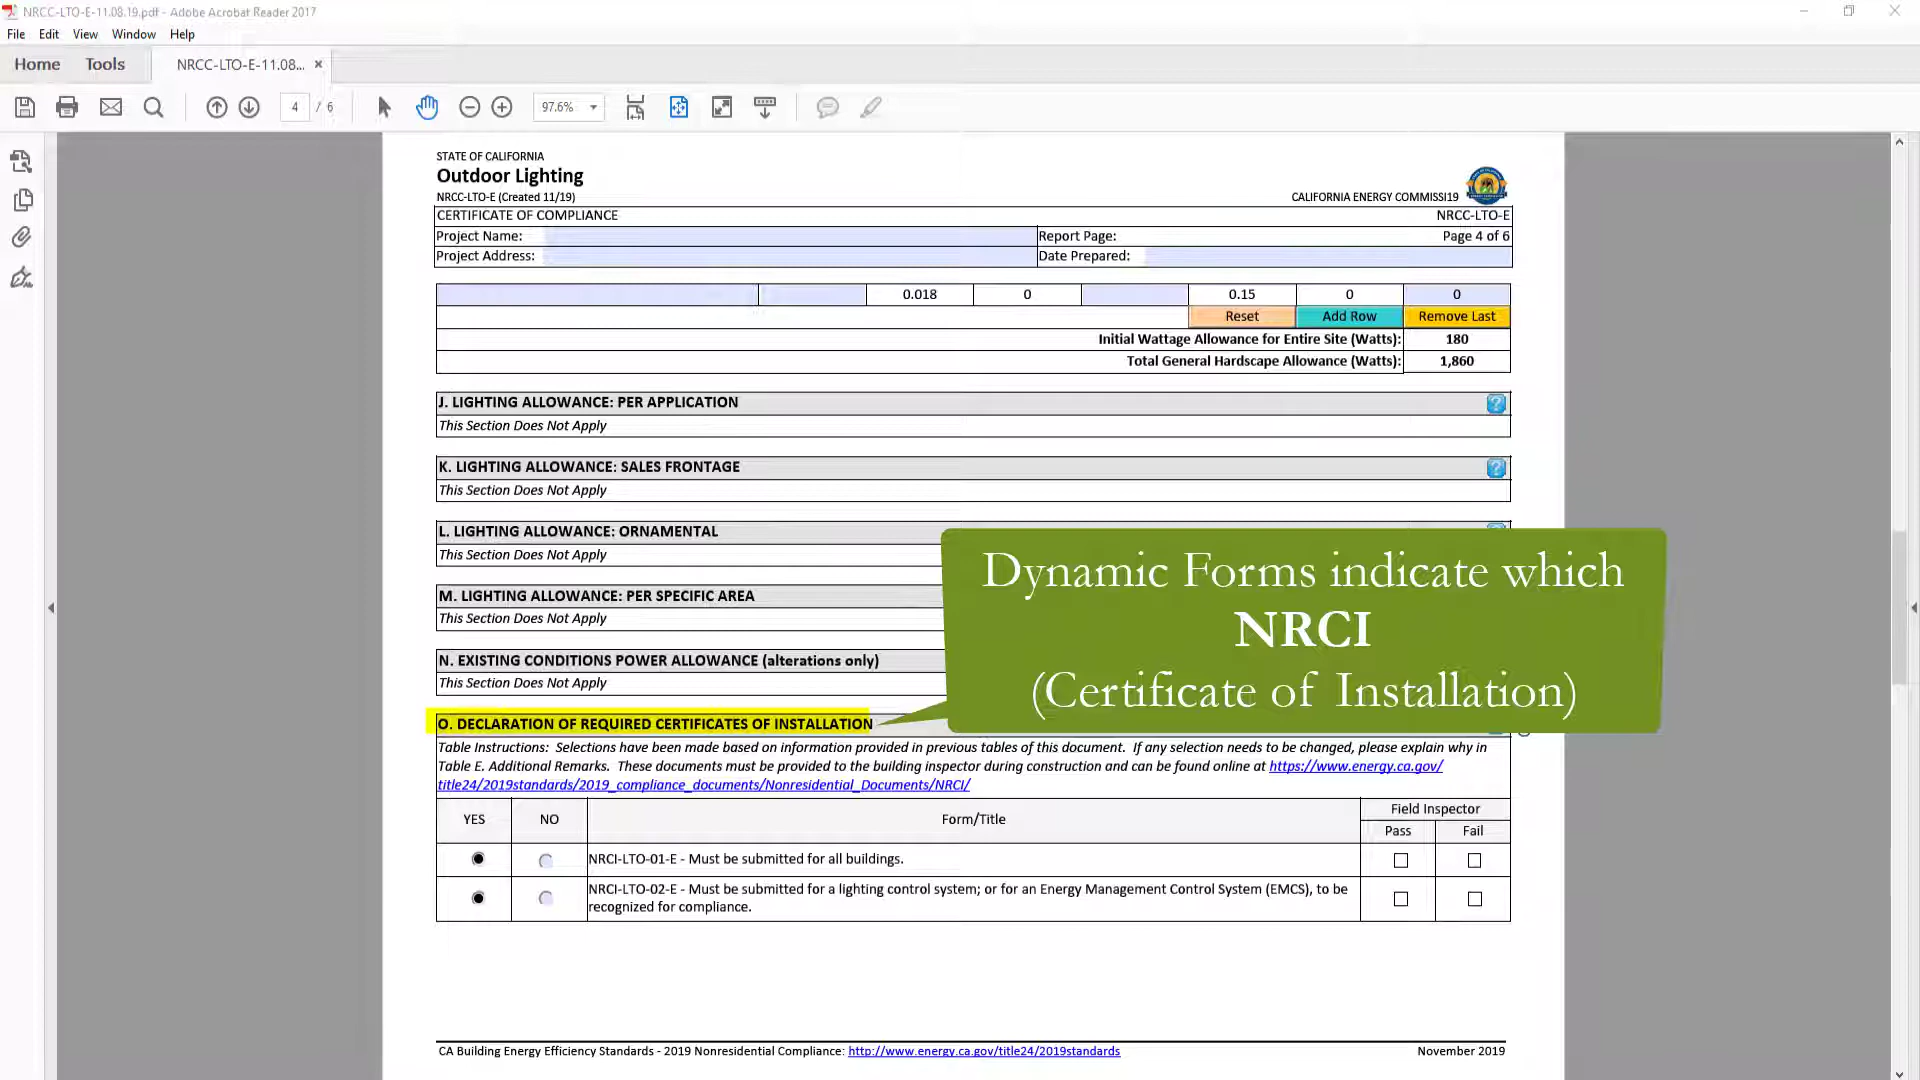 NRCC-LTO-E-11.08.19.pdf - Adobe Acrobat Reader 2017
File Edit View Window Help
Home Tools NRCC-LTO-E-11.08... ×
4 / 6 97.6%
STATE OF CALIFORNIA
Outdoor Lighting
NRCC-LTO-E (Created 11/19) CALIFORNIA ENERGY COMMISSI19
CERTIFICATE OF COMPLIANCE NRCC-LTO-E
Project Name: Report Page: Page 4 of 6
Project Address: Date Prepared:
0.018 0 0.15 0 0
Reset Add Row Remove Last
Initial Wattage Allowance for Entire Site (Watts): 180
Total General Hardscape Allowance (Watts): 1,860
J. LIGHTING ALLOWANCE: PER APPLICATION ?
This Section Does Not Apply
K. LIGHTING ALLOWANCE: SALES FRONTAGE ?
This Section Does Not Apply
L. LIGHTING ALLOWANCE: ORNAMENTAL
This Section Does Not Apply
M. LIGHTING ALLOWANCE: PER SPECIFIC AREA
This Section Does Not Apply
N. EXISTING CONDITIONS POWER ALLOWANCE (alterations only)
This Section Does Not Apply
Dynamic Forms indicate which
NRCI
(Certificate of Installation)
O. DECLARATION OF REQUIRED CERTIFICATES OF INSTALLATION
Table Instructions: Selections have been made based on information provided in previous tables of this document. If any selection needs to be changed, please explain why in
Table E. Additional Remarks. These documents must be provided to the building inspector during construction and can be found online at https://www.energy.ca.gov/
title24/2019standards/2019_compliance_documents/Nonresidential_Documents/NRCI/
YES NO Form/Title Field Inspector
Pass Fail
NRCI-LTO-01-E - Must be submitted for all buildings.
NRCI-LTO-02-E - Must be submitted for a lighting control system; or for an Energy Management Control System (EMCS), to be
recognized for compliance.
CA Building Energy Efficiency Standards - 2019 Nonresidential Compliance: http://www.energy.ca.gov/title24/2019standards November 2019